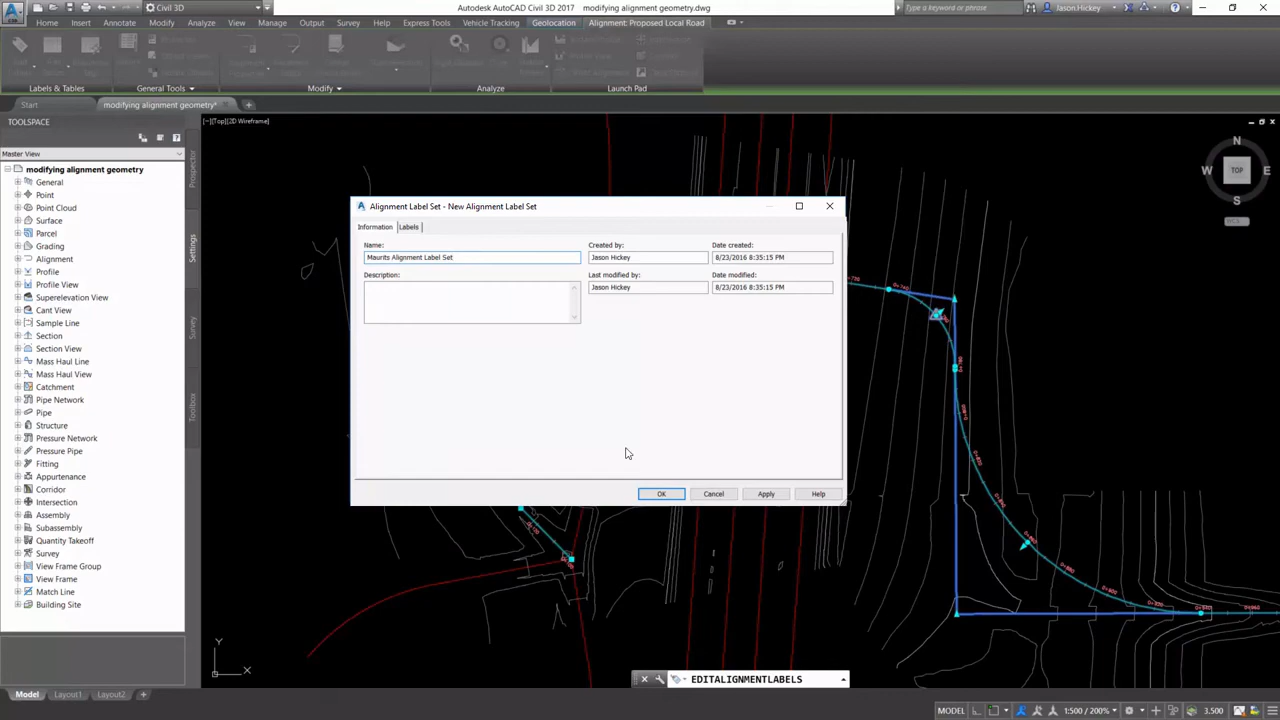 Civil 3D
Autodesk AutoCAD Civil 3D 2017 modifying alignment geometry.dwg
Type a keyword or phrase
Jason.Hickey
Home Insert Annotate Modify Analyze View Manage Output Survey Help Express Tools Vehicle Tracking Geolocation Alignment: Proposed Local Road
Labels & Tables General Tools Modify Analyze Launch Pad
Start modifying alignment geometry*
TOOLSPACE
[−][Top][2D Wireframe]
Master View
modifying alignment geometry
General
Point
Point Cloud
Surface
Parcel
Grading
Alignment
Profile
Profile View
Superelevation View
Cant View
Sample Line
Section
Section View
Mass Haul Line
Mass Haul View
Catchment
Pipe Network
Pipe
Structure
Pressure Network
Pressure Pipe
Fitting
Appurtenance
Corridor
Intersection
Assembly
Subassembly
Quantity Takeoff
Survey
View Frame Group
View Frame
Match Line
Building Site
Prospector
Settings
Survey
Toolbox
N
W TOP E
S
WCS
Alignment Label Set - New Alignment Label Set
Information Labels
Name: Created by: Date created:
Maurits Alignment Label Set Jason Hickey 8/23/2016 8:35:15 PM
Description: Last modified by: Date modified:
Jason Hickey 8/23/2016 8:35:15 PM
OK Cancel Apply Help
Y
X
EDITALIGNMENTLABELS
Model Layout1 Layout2 +
MODEL 1:500 / 200% 3.500